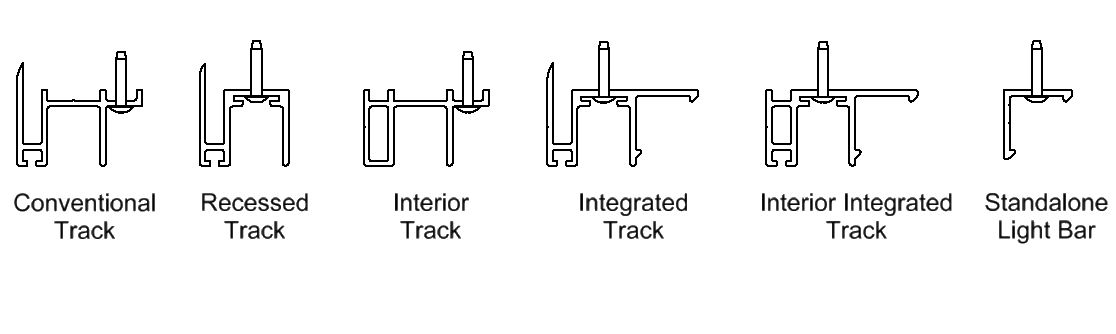 Conventional
Track
Recessed
Track
Interior
Track
Integrated
Track
Interior Integrated
Track
Standalone
Light Bar